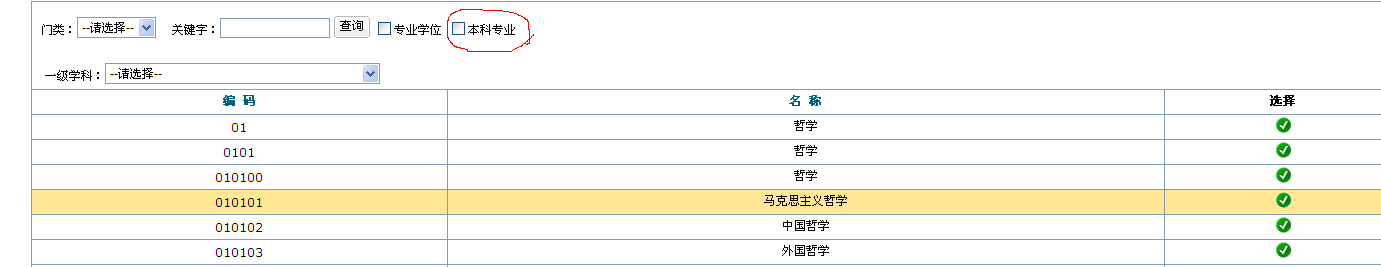 门类：--请选择-- 关键字： 查询 专业学位 本科专业
一级学科：--请选择--
编 码 名 称 选择
01 哲学
0101 哲学
010100 哲学
010101 马克思主义哲学
010102 中国哲学
010103 外国哲学